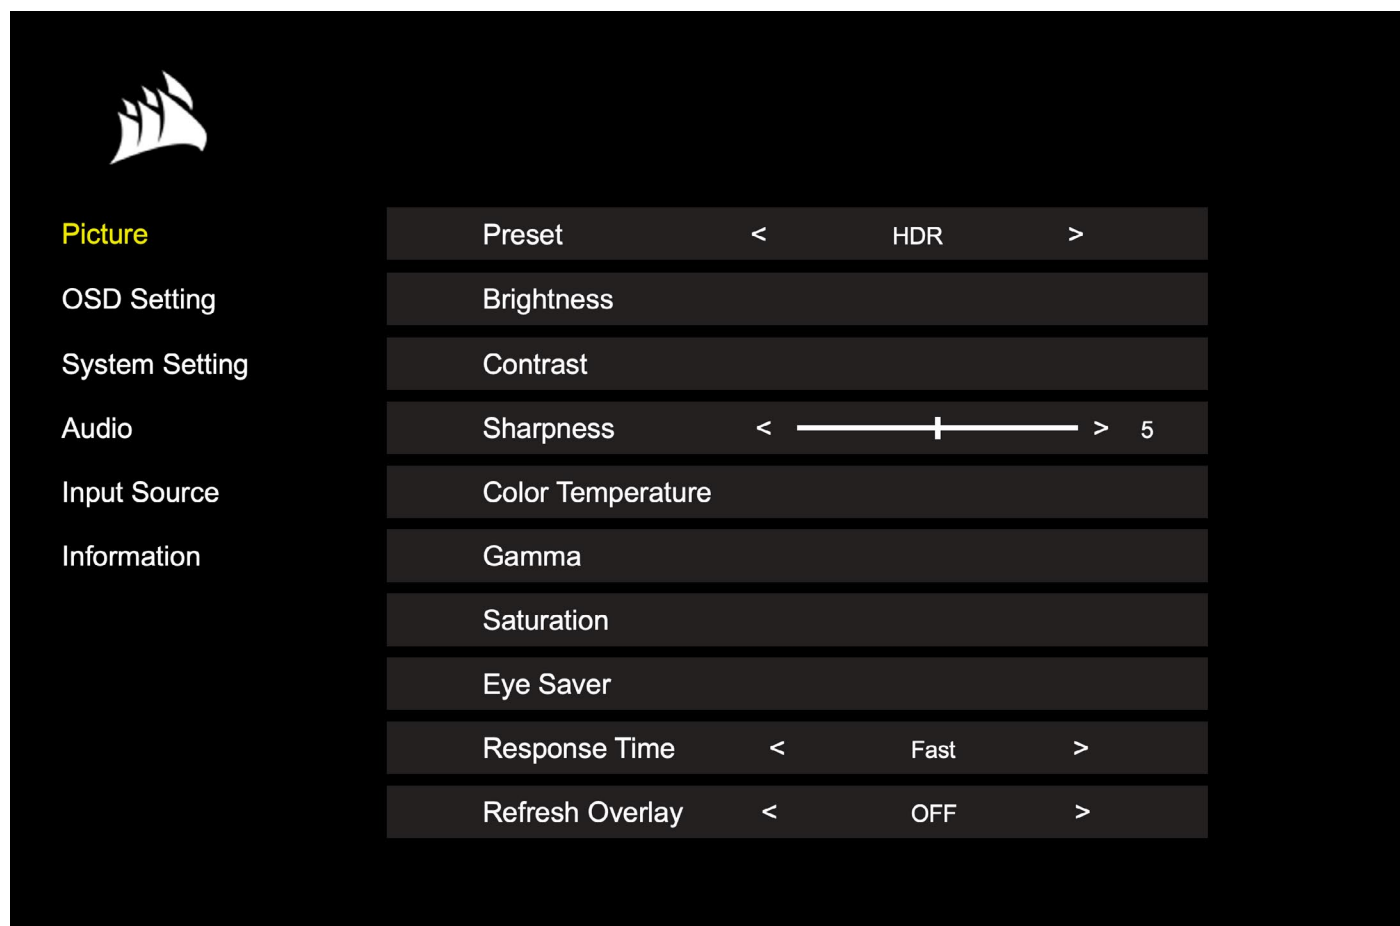 Picture
OSD Setting
System Setting
Audio
Input Source
Information
Preset < HDR >
Brightness
Contrast
Sharpness < > 5
Color Temperature
Gamma
Saturation
Eye Saver
Response Time < Fast >
Refresh Overlay < OFF >